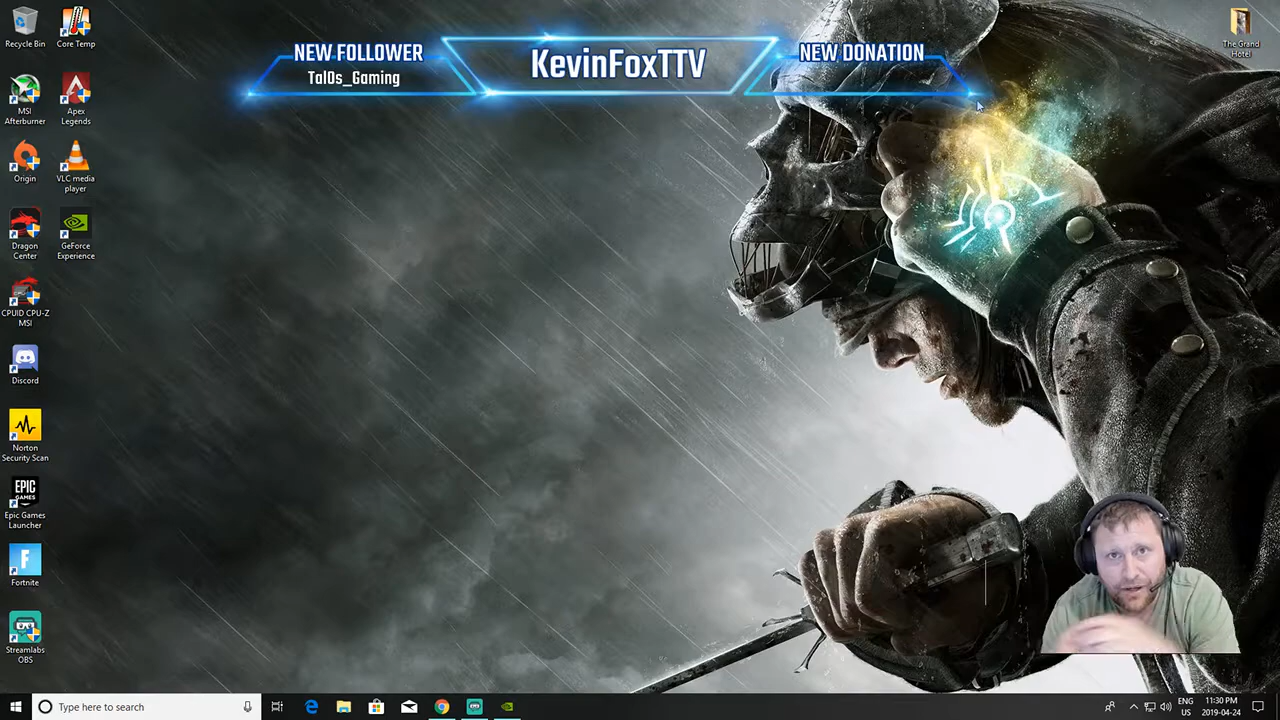 Recycle Bin
Core Temp
NEW FOLLOWER
TalDs_Gaming
KevinFoxTTV
NEW DONATION
The Grand
Hotel
MSI
Afterburner
Apex
Legends
Origin
VLC media
player
Dragon
Center
GeForce
Experience
CPUID CPU-Z
MSI
Discord
Norton
Security Scan
EPIC
GAMES
Epic Games
Launcher
F
Fortnite
Streamlabs
OBS
Type here to search
ENG
US
11:30 PM
2019-04-24